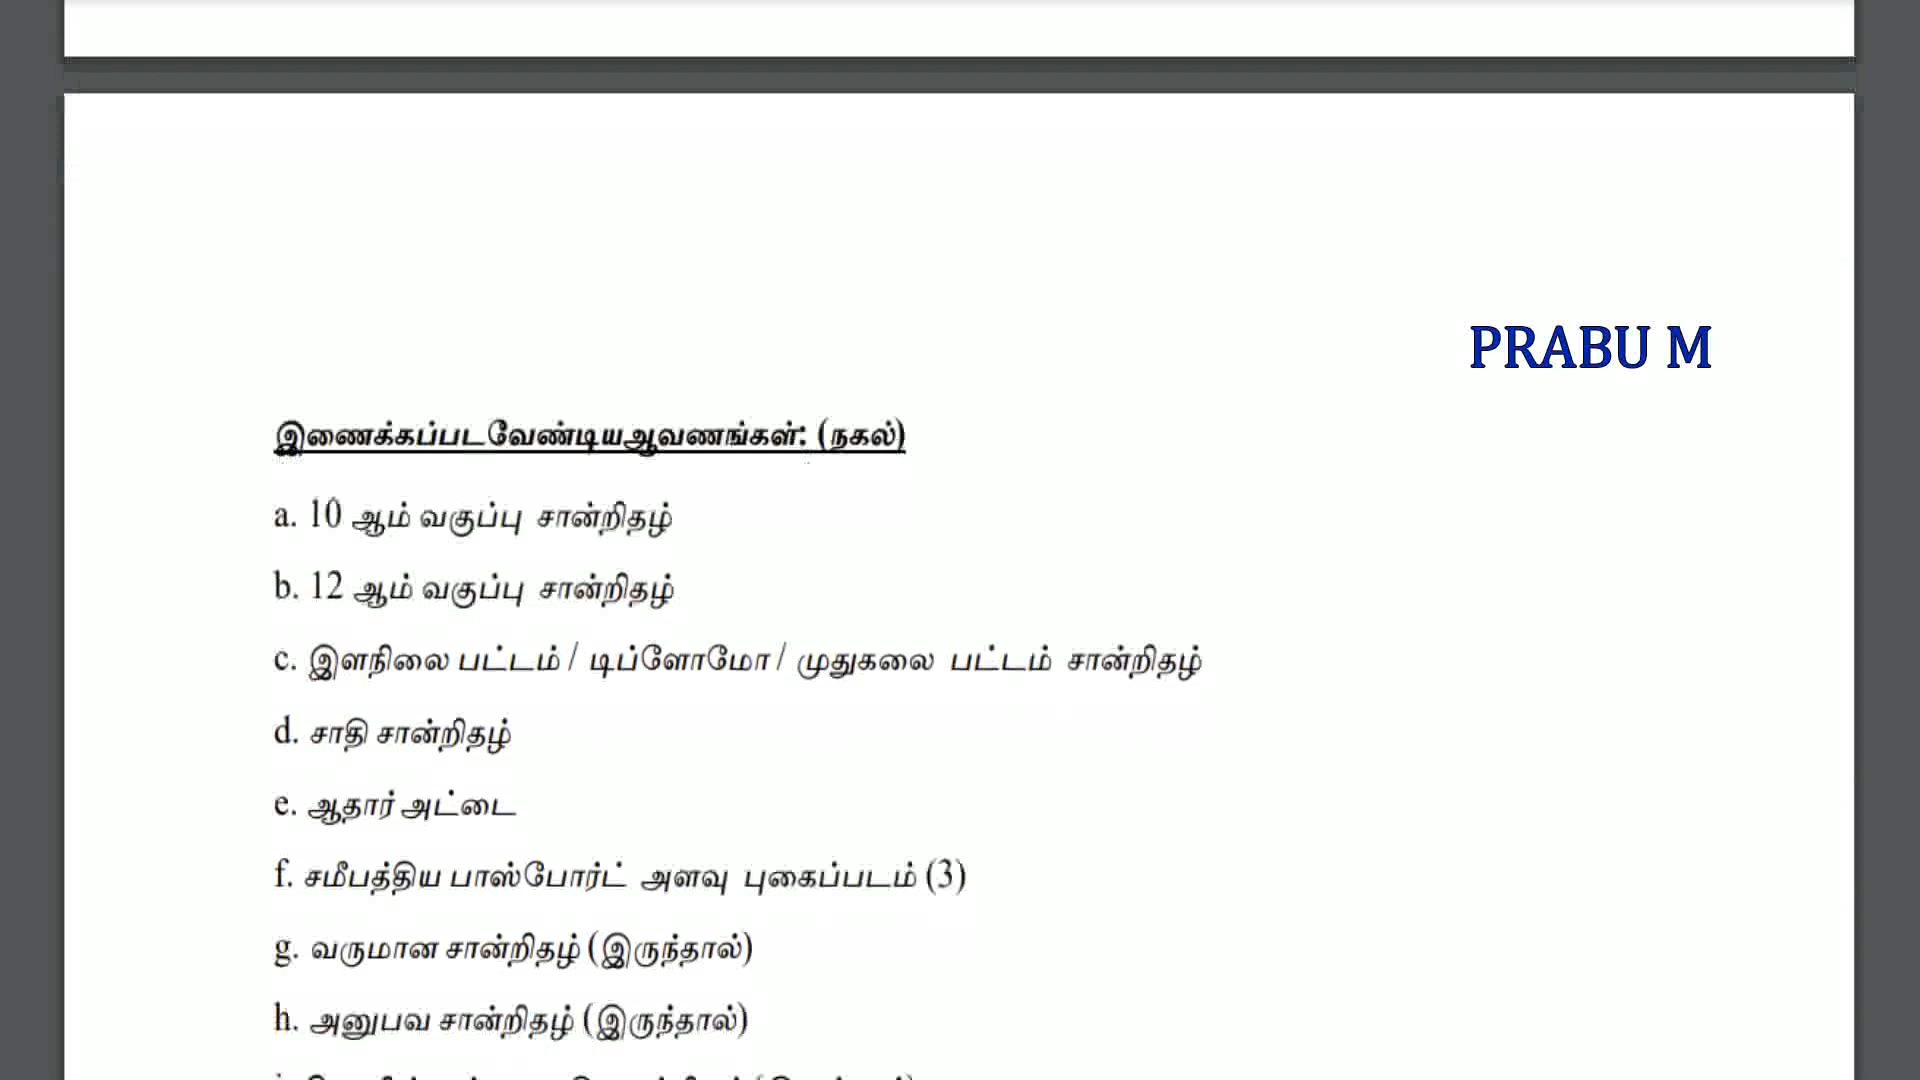 PRABU M
இணைக்கப்படவேண்டியஆவணங்கள்: (நகல்)
a. 10 ஆம் வகுப்பு சான்றிதழ்
b. 12 ஆம் வகுப்பு சான்றிதழ்
c. இளநிலை பட்டம் / டிப்ளோமோ / முதுகலை பட்டம் சான்றிதழ்
d. சாதி சான்றிதழ்
e. ஆதார் அட்டை
f. சமீபத்திய பாஸ்போர்ட் அளவு புகைப்படம் (3)
g. வருமான சான்றிதழ் (இருந்தால்)
h. அனுபவ சான்றிதழ் (இருந்தால்)